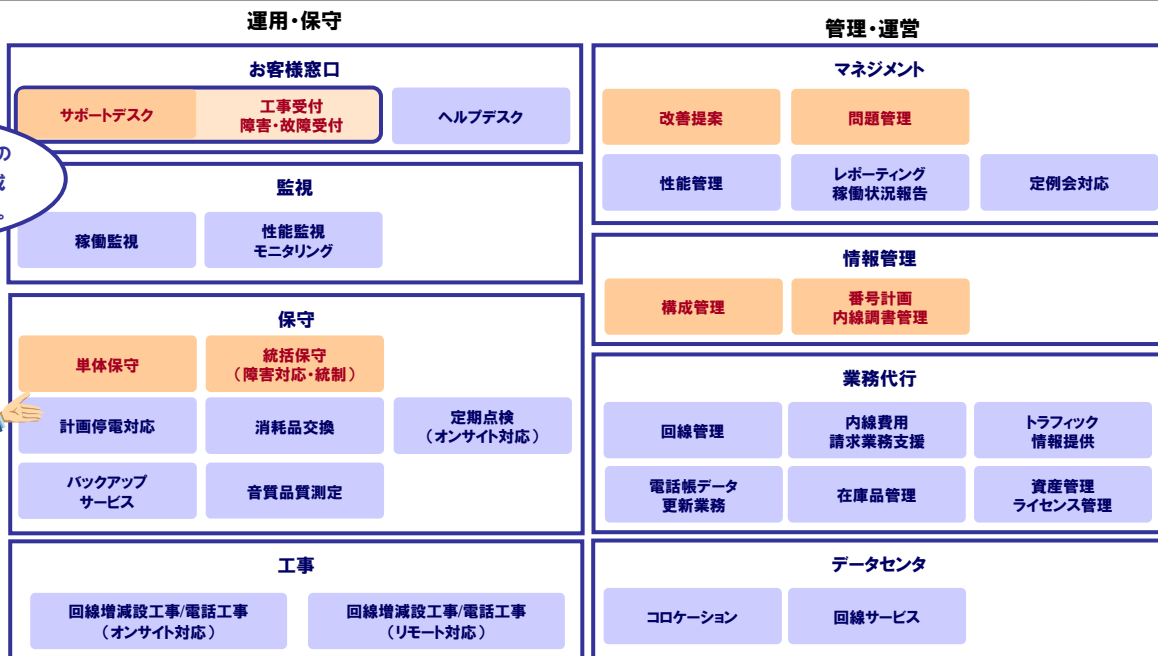 運用・保守
お客様窓口
サポートデスク
工事受付
障害・故障受付
ヘルプデスク
の
。
監視
稼働監視
性能監視
モニタリング
保守
単体保守
統括保守
（障害対応・統制）
計画停電対応
消耗品交換
定期点検
（オンサイト対応）
バックアップ
サービス
音質品質測定
工事
回線増減設工事/電話工事
（オンサイト対応）
回線増減設工事/電話工事
（リモート対応）
管理・運営
マネジメント
改善提案
問題管理
性能管理
レポーティング
稼働状況報告
定例会対応
情報管理
構成管理
番号計画
内線調書管理
業務代行
回線管理
内線費用
請求業務支援
トラフィック
情報提供
電話帳データ
更新業務
在庫品管理
資産管理
ライセンス管理
データセンタ
コロケーション
回線サービス